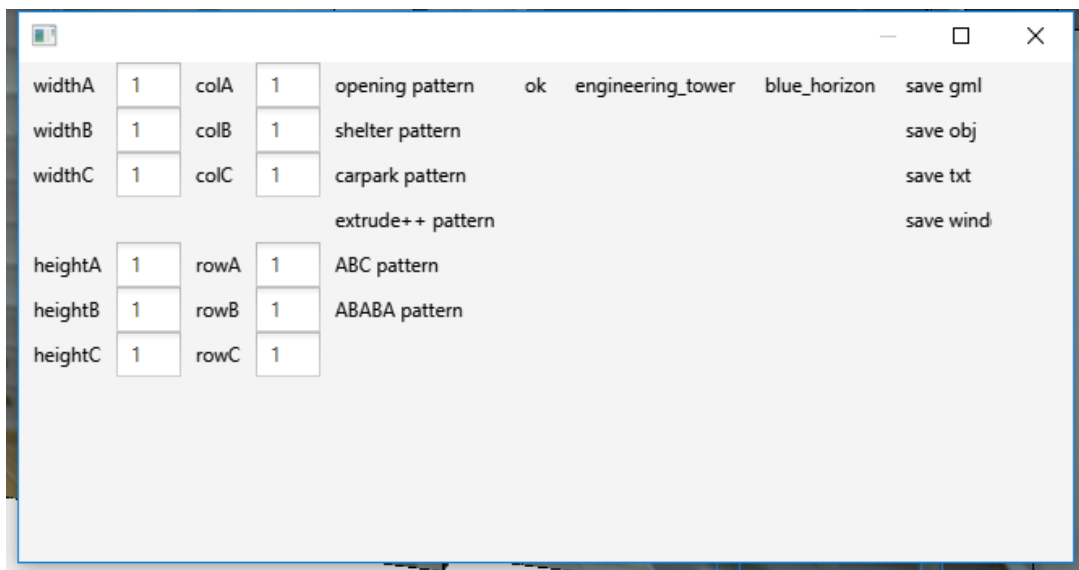 widthA 1 colA 1 opening pattern ok engineering_tower blue_horizon save gml
widthB 1 colB 1 shelter pattern save obj
widthC 1 colC 1 carpark pattern save txt
extrude++ pattern save wind
heightA 1 rowA 1 ABC pattern
heightB 1 rowB 1 ABABA pattern
heightC 1 rowC 1